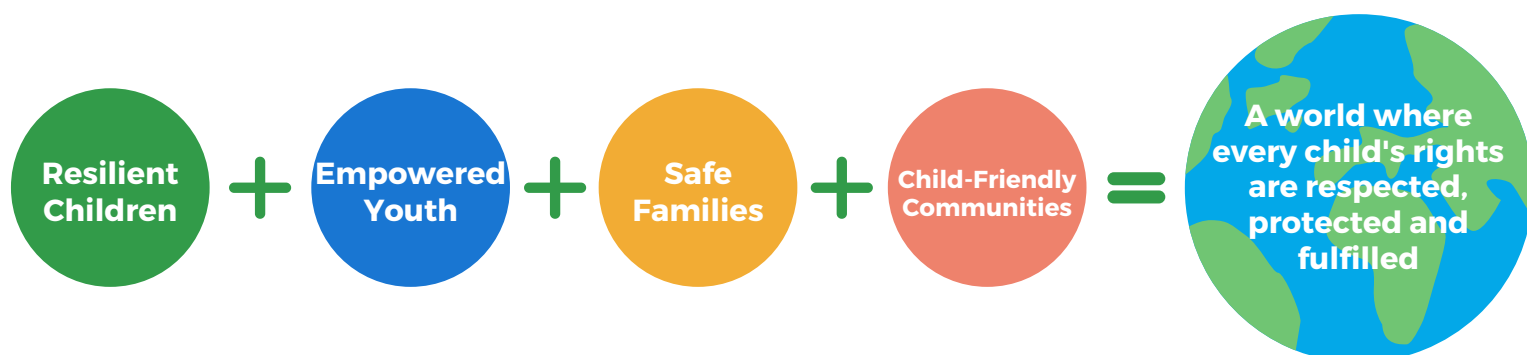 Resilient
Children
+
Empowered
Youth
+
Safe
Families
+
Child-Friendly
Communities
=
A world where
every child's rights
are respected,
protected and
fulfilled